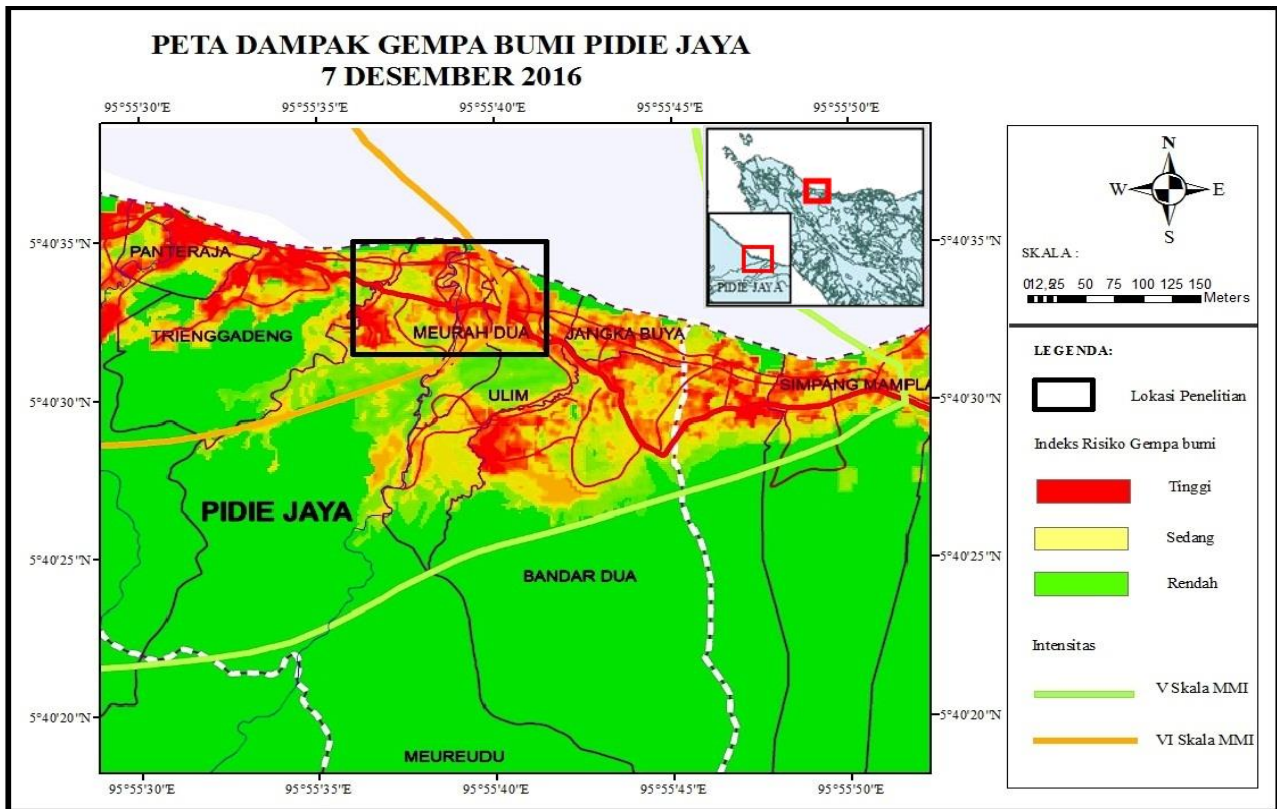 PETA DAMPAK GEMPA BUMI PIDIE JAYA
7 DESEMBER 2016
95°55'30"E 95°55'35"E 95°55'40"E 95°55'45"E 95°55'50"E
N
W E
S
SKALA :
012,525 50 75 100 125 150
Meters
5°40'35"N 5°40'35"N
PANTERAJA
PIDIE JAYA
TRIENGGADENG
MEURAH DUA
JANGKA BUYA
SIMPANG MAMPLA
ULIM
5°40'30"N 5°40'30"N
PIDIE JAYA
5°40'25"N 5°40'25"N
BANDAR DUA
5°40'20"N 5°40'20"N
MEUREUDU
95°55'30"E 95°55'35"E 95°55'40"E 95°55'45"E 95°55'50"E
LEGENDA:
Lokasi Penelitian
Indeks Risiko Gempa bumi
Tinggi
Sedang
Rendah
Intensitas
V Skala MMI
VI Skala MMI